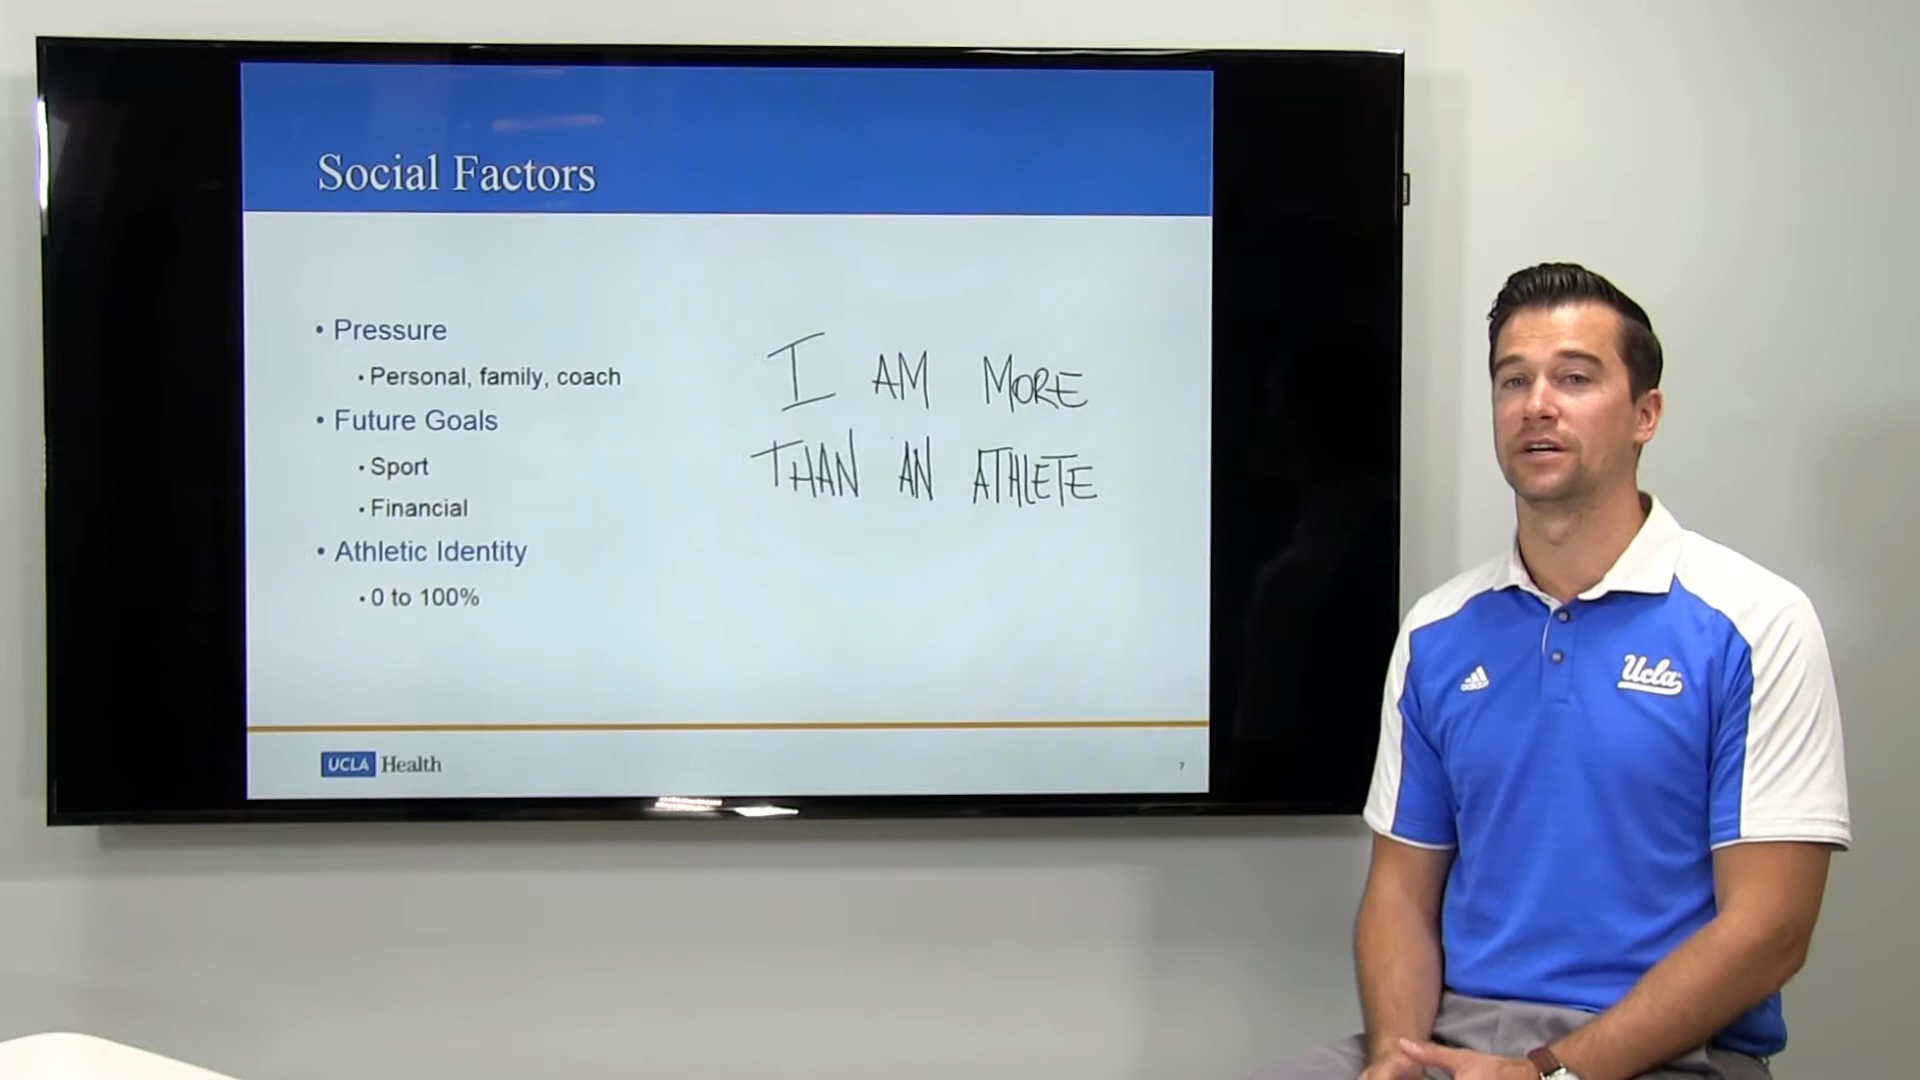 Social Factors
• Pressure
• Personal, family, coach
• Future Goals
• Sport
• Financial
• Athletic Identity
• 0 to 100%
I AM MORE
THAN AN ATHLETE
UCLA Health
7
adidas
Ucla